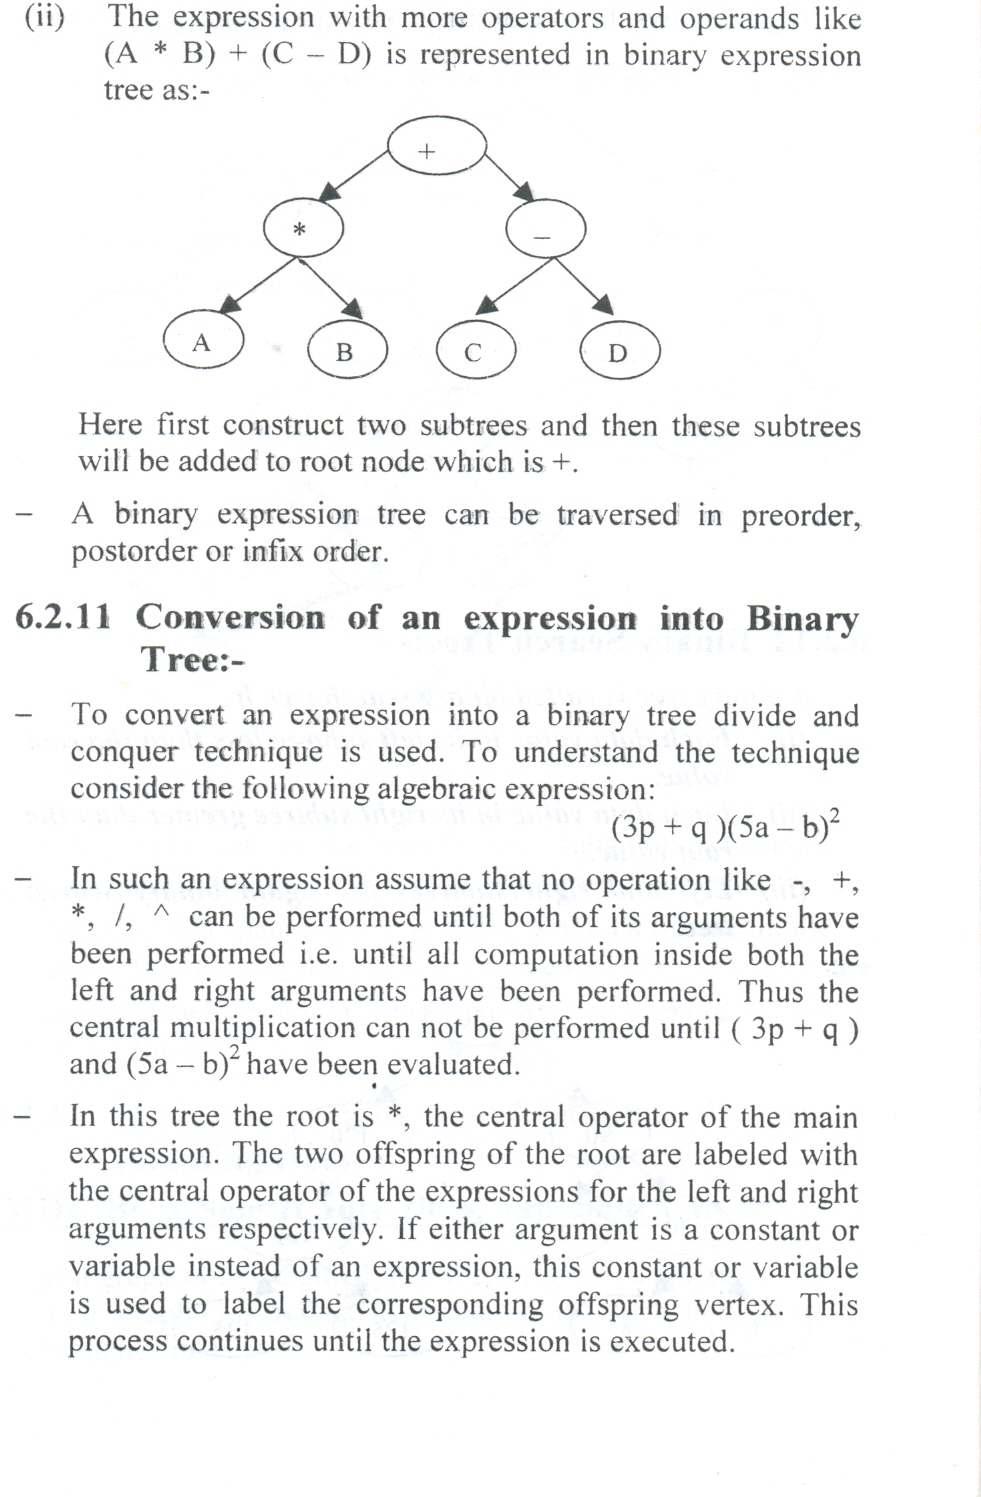 (ii) The expression with more operators and operands like
(A * B) + (C – D) is represented in binary expression
tree as:-
+
* –
A B C D
Here first construct two subtrees and then these subtrees
will be added to root node which is +.
– A binary expression tree can be traversed in preorder,
postorder or infix order.
6.2.11 Conversion of an expression into Binary
Tree:-
– To convert an expression into a binary tree divide and
conquer technique is used. To understand the technique
consider the following algebraic expression:
(3p + q )(5a – b)²
– In such an expression assume that no operation like -, +,
*, /, ^ can be performed until both of its arguments have
been performed i.e. until all computation inside both the
left and right arguments have been performed. Thus the
central multiplication can not be performed until ( 3p + q )
and (5a – b)² have been evaluated.
– In this tree the root is *, the central operator of the main
expression. The two offspring of the root are labeled with
the central operator of the expressions for the left and right
arguments respectively. If either argument is a constant or
variable instead of an expression, this constant or variable
is used to label the corresponding offspring vertex. This
process continues until the expression is executed.